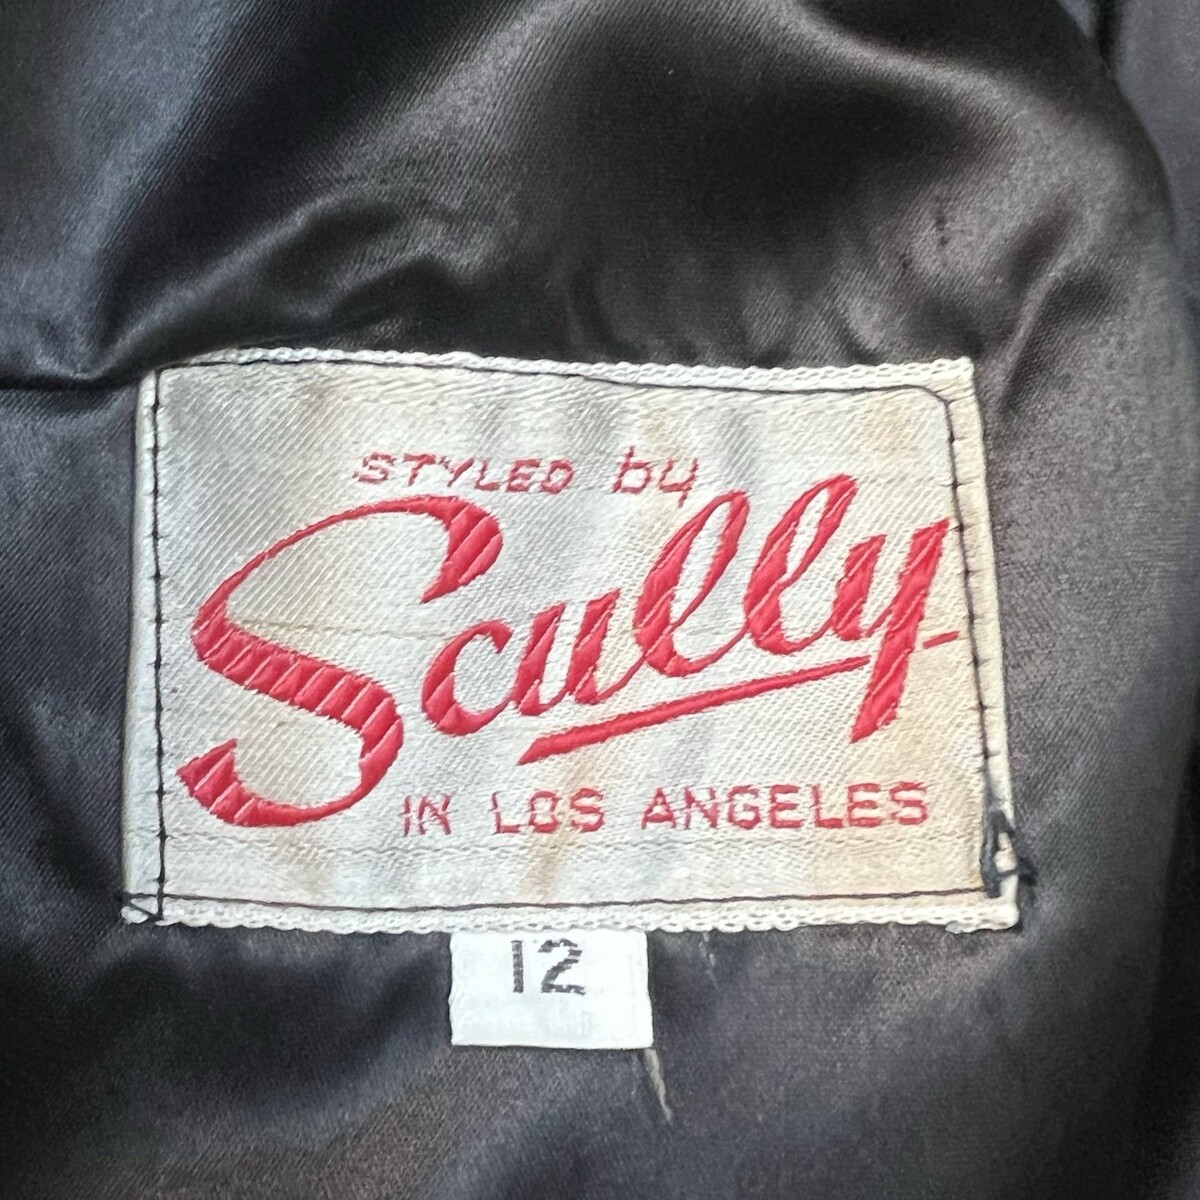 STYLED by
Scully
IN LOS ANGELES
12